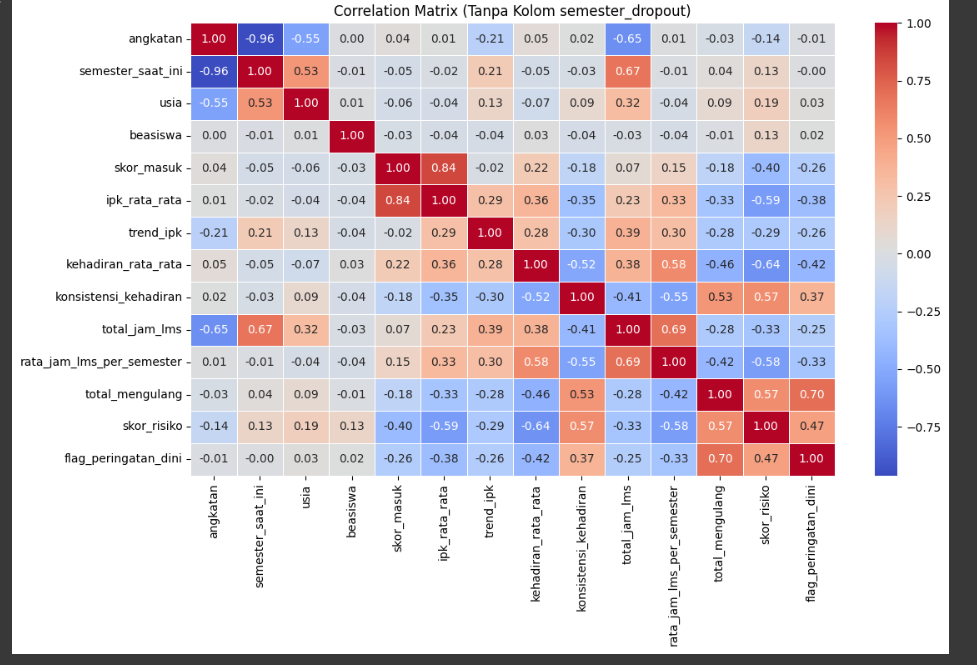 Correlation Matrix (Tanpa Kolom semester_dropout)
angkatan 1.00 -0.96 -0.55 0.00 0.04 0.01 -0.21 0.05 0.02 -0.65 0.01 -0.03 -0.14 -0.01
semester_saat_ini -0.96 1.00 0.53 -0.01 -0.05 -0.02 0.21 -0.05 -0.03 0.67 -0.01 0.04 0.13 -0.00
usia -0.55 0.53 1.00 0.01 -0.06 -0.04 0.13 -0.07 0.09 0.32 -0.04 0.09 0.19 0.03
beasiswa 0.00 -0.01 0.01 1.00 -0.03 -0.04 -0.04 0.03 -0.04 -0.03 -0.04 -0.01 0.13 0.02
skor_masuk 0.04 -0.05 -0.06 -0.03 1.00 0.84 -0.02 0.22 -0.18 0.07 0.15 -0.18 -0.40 -0.26
ipk_rata_rata 0.01 -0.02 -0.04 -0.04 0.84 1.00 0.29 0.36 -0.35 0.23 0.33 -0.33 -0.59 -0.38
trend_ipk -0.21 0.21 0.13 -0.04 -0.02 0.29 1.00 0.28 -0.30 0.39 0.30 -0.28 -0.29 -0.26
kehadiran_rata_rata 0.05 -0.05 -0.07 0.03 0.22 0.36 0.28 1.00 -0.52 0.38 0.58 -0.46 -0.64 -0.42
konsistensi_kehadiran 0.02 -0.03 0.09 -0.04 -0.18 -0.35 -0.30 -0.52 1.00 -0.41 -0.55 0.53 0.57 0.37
total_jam_lms -0.65 0.67 0.32 -0.03 0.07 0.23 0.39 0.38 -0.41 1.00 0.69 -0.28 -0.33 -0.25
rata_jam_lms_per_semester 0.01 -0.01 -0.04 -0.04 0.15 0.33 0.30 0.58 -0.55 0.69 1.00 -0.42 -0.58 -0.33
total_mengulang -0.03 0.04 0.09 -0.01 -0.18 -0.33 -0.28 -0.46 0.53 -0.28 -0.42 1.00 0.57 0.70
skor_risiko -0.14 0.13 0.19 0.13 -0.40 -0.59 -0.29 -0.64 0.57 -0.33 -0.58 0.57 1.00 0.47
flag_peringatan_dini -0.01 -0.00 0.03 0.02 -0.26 -0.38 -0.26 -0.42 0.37 -0.25 -0.33 0.70 0.47 1.00
angkatan
semester_saat_ini
usia
beasiswa
skor_masuk
ipk_rata_rata
trend_ipk
kehadiran_rata_rata
konsistensi_kehadiran
total_jam_lms
rata_jam_lms_per_semester
total_mengulang
skor_risiko
flag_peringatan_dini
1.00
0.75
0.50
0.25
0.00
−0.25
−0.50
−0.75